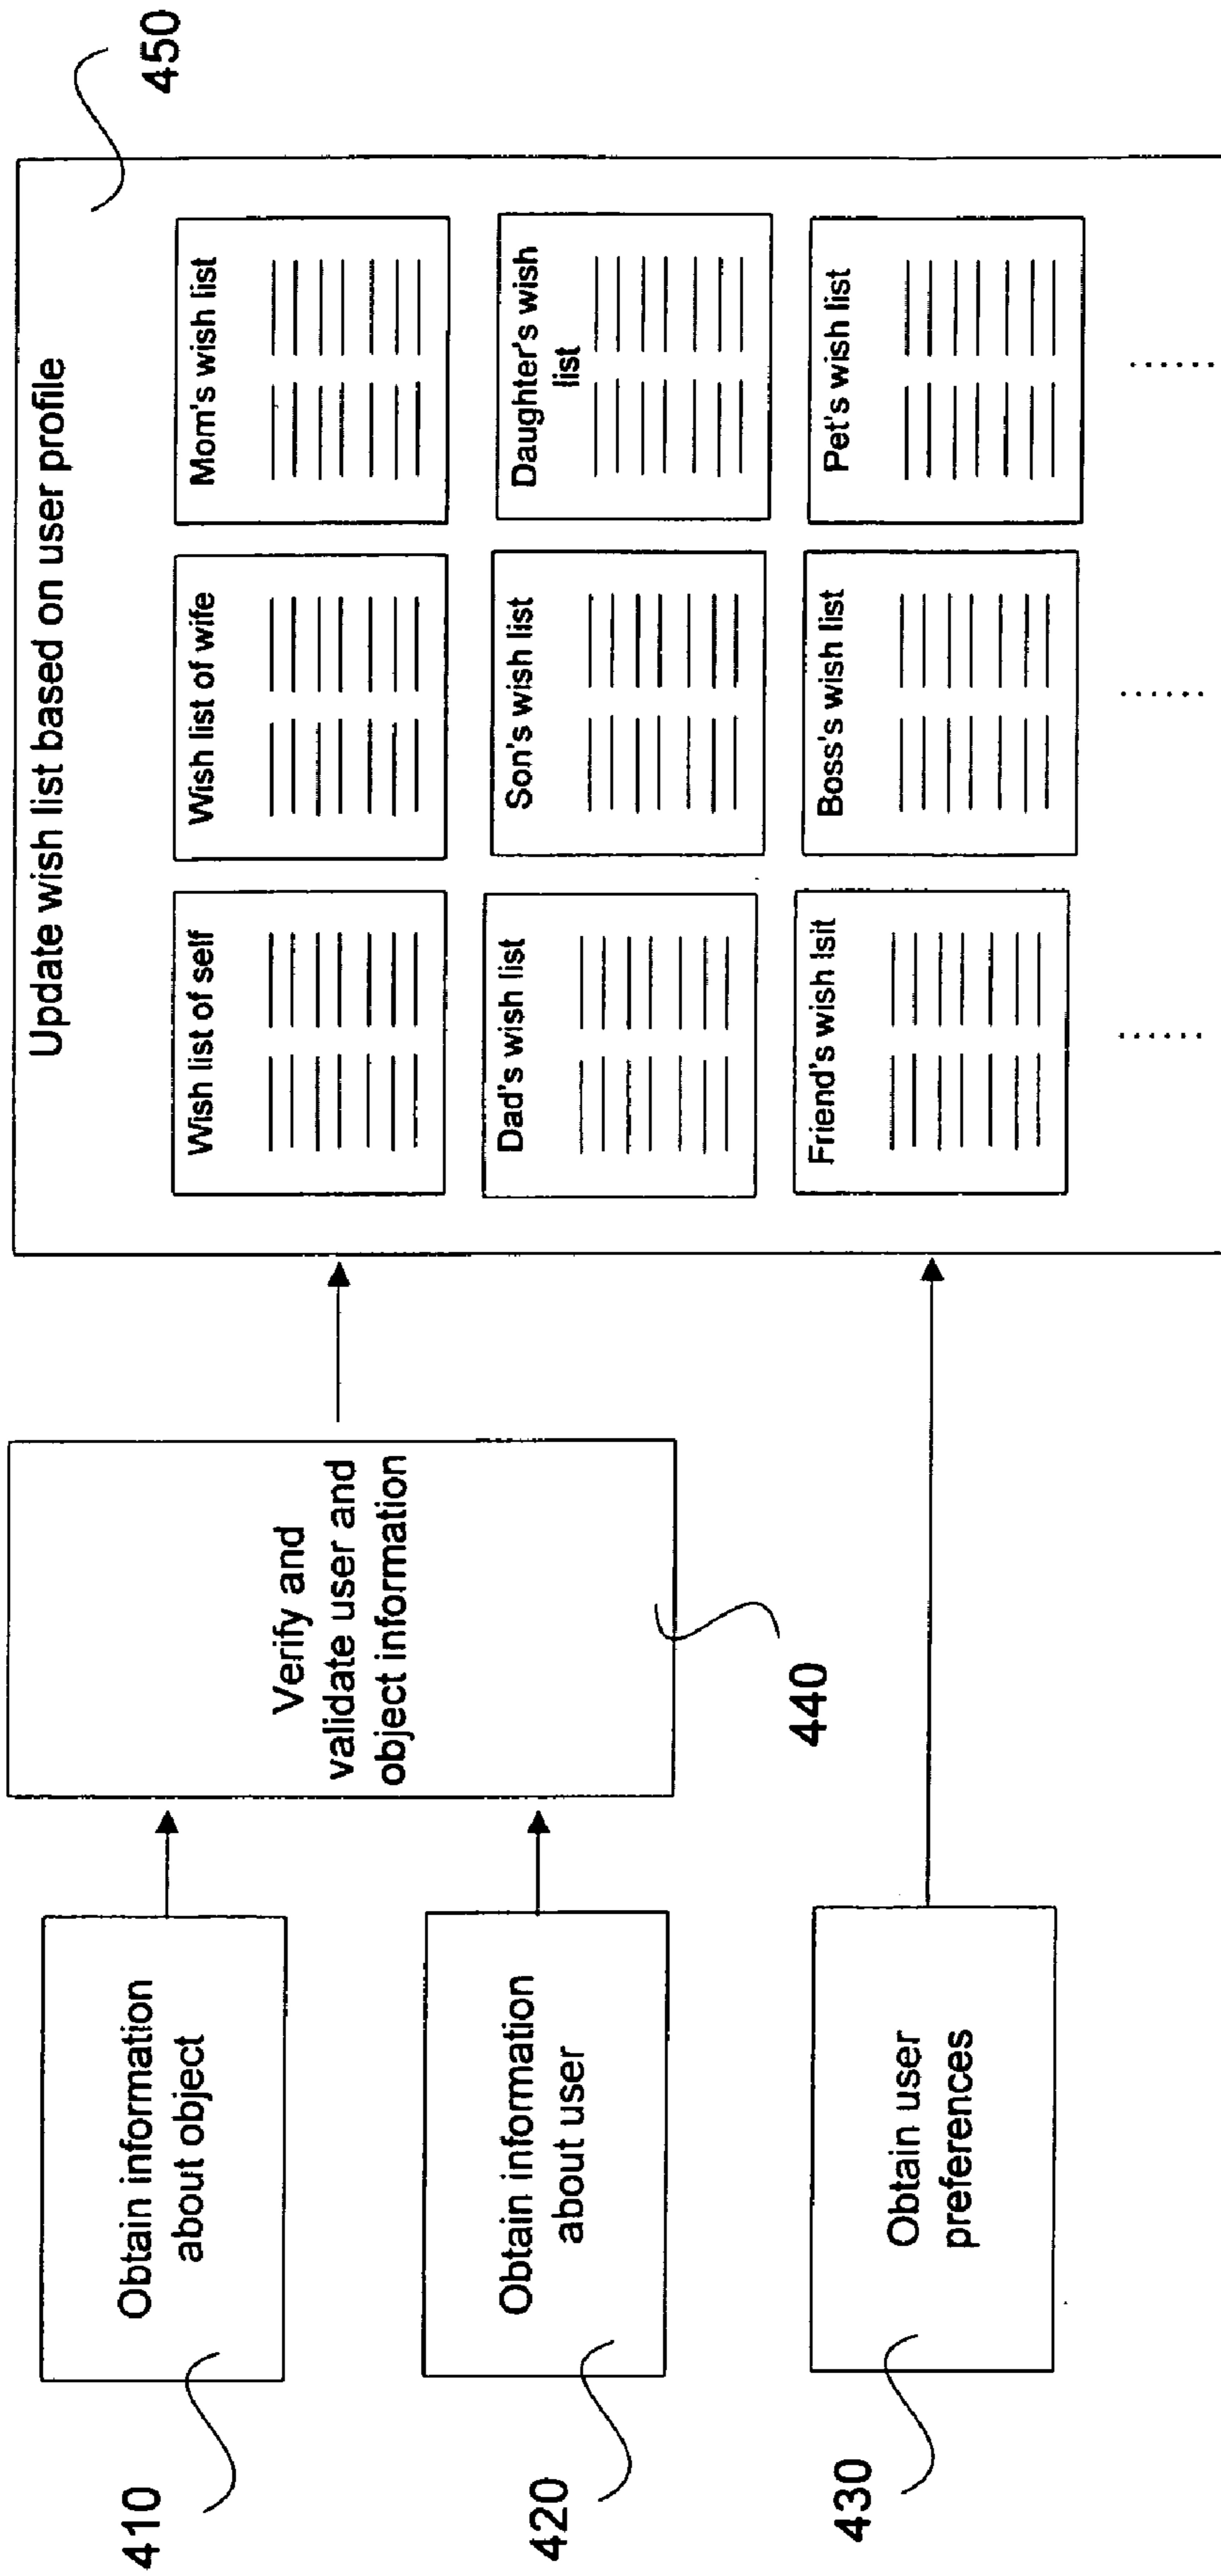 410
Obtain information
about object
420
Obtain information
about user
430
Obtain user
preferences
Verify and
validate user and
object information
440
450
Update wish list based on user profile
Wish list of self
Wish list of wife
Mom's wish list
Dad's wish list
Son's wish list
Daughter's wish
list
Friend's wish lsit
Boss's wish list
Pet's wish list